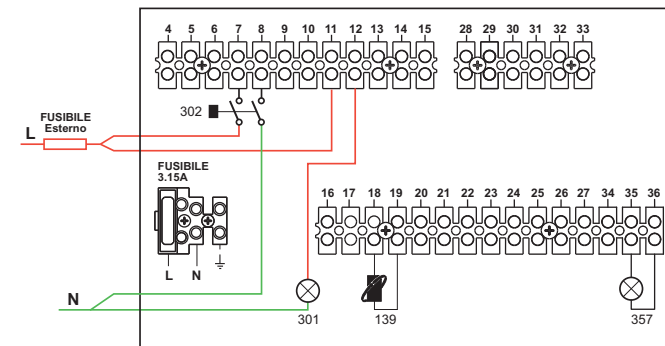 4 5 6 7 8 9 10 11 12 13 14 15
28 29 30 31 32 33
302
FUSIBILE
Esterno
L
FUSIBILE
3.15A
L N
16 17 18 19 20 21 22 23 24 25 26 27 34 35 36
N
301
139
357